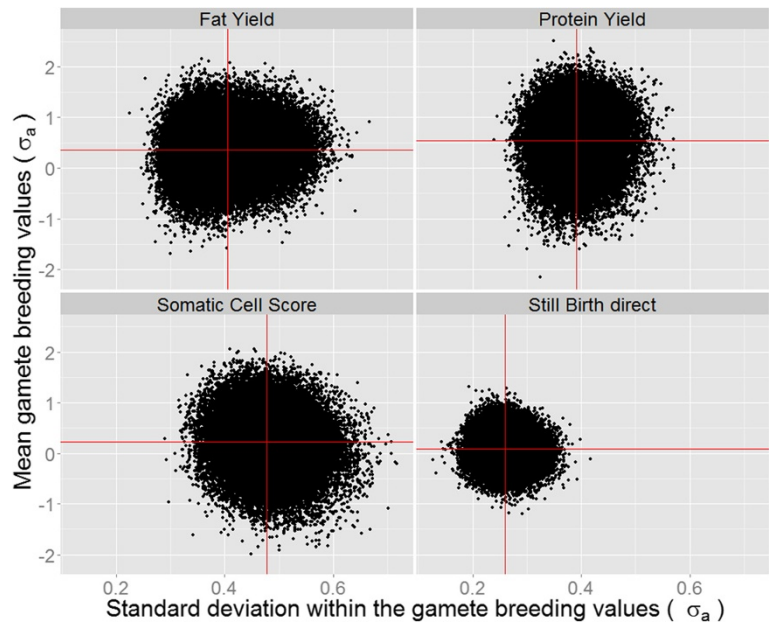 Fat Yield
Protein Yield
2
1
0
-1
-2
Somatic Cell Score
Still Birth direct
2
1
0
-1
-2
0.2 0.4 0.6 0.2 0.4 0.6
Mean gamete breeding values ( σa)
Standard deviation within the gamete breeding values ( σa)